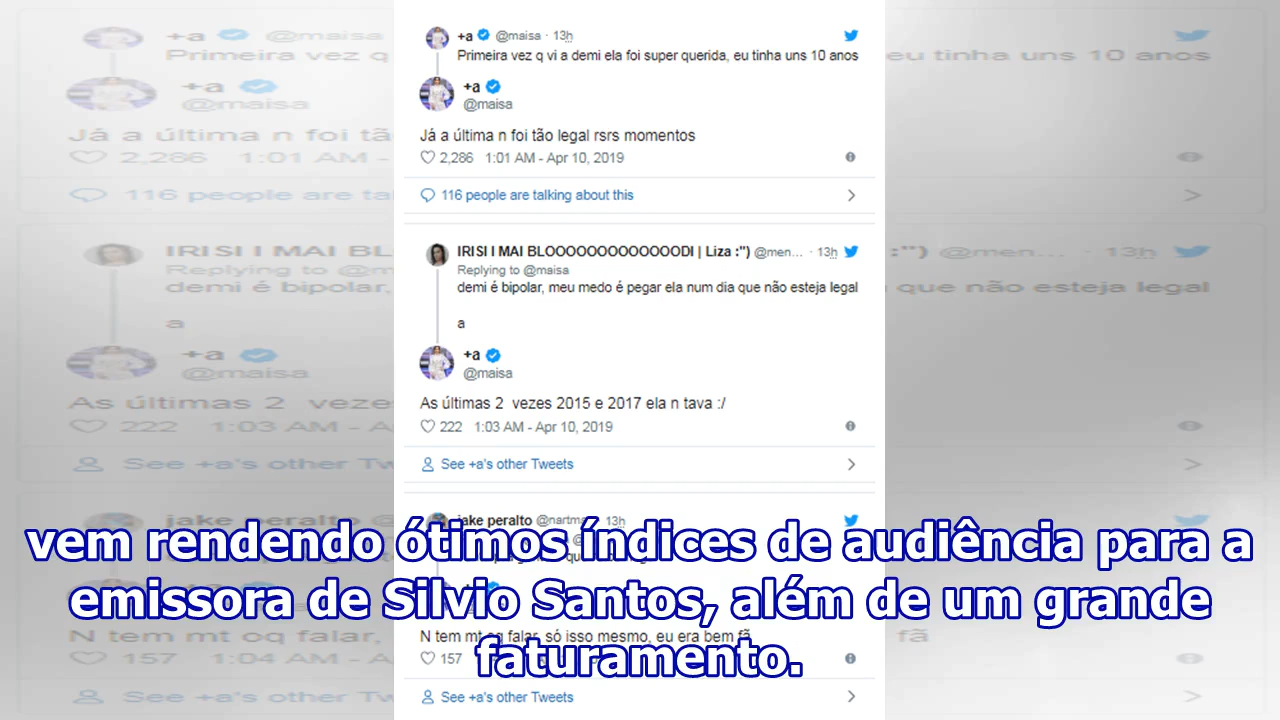 +a @maisa · 13h
Primeira vez q vi a demi ela foi super querida, eu tinha uns 10 anos
+a
@maisa
Já a última n foi tão legal rsrs momentos
2,286 1:01 AM - Apr 10, 2019
116 people are talking about this
IRISI I MAI BLOOOOOOOOOOOOODI | Liza :") @men... · 13h
Replying to @maisa
demi é bipolar, meu medo é pegar ela num dia que não esteja legal
a
+a
@maisa
As últimas 2 vezes 2015 e 2017 ela n tava :/
222 1:03 AM - Apr 10, 2019
See +a's other Tweets
jake peralto @nartma 13h
vem rendendo ótimos índices de audiência para a
emissora de Silvio Santos, além de um grande
faturamento.
N tem mt oq falar, só isso mesmo, eu era bem fã
157
See +a's other Tweets